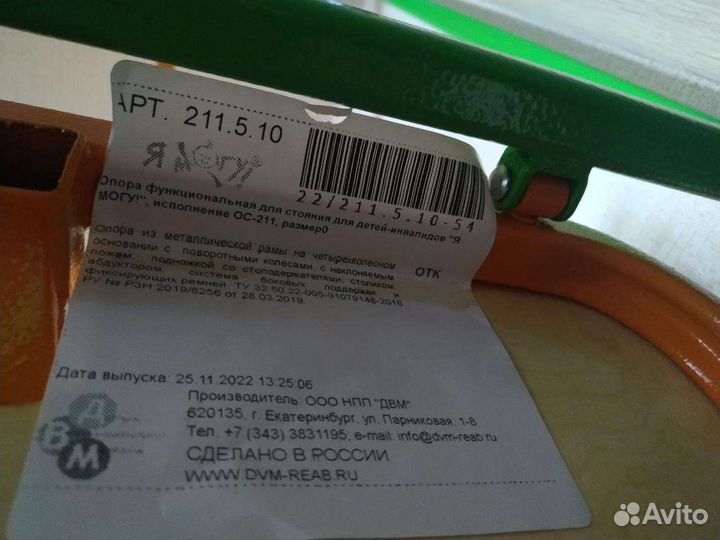 АРТ. 211.5.10
Я МОГУ!
22/211.5.10-54
Опора функциональная для стояния для детей-инвалидов "Я
МОГУ!", исполнение ОС-211, размер0
ОТК
Опора из металлической рамы на четырехколесном
основании с поворотными колесами, с наклоняемым
ложем подножкой со стоподержателями, столиком,
абдуктором, система боковых поддержек и
фиксирующих ремней. ТУ 32.50.22-005-91079148-2018
РУ № РЗН 2019/8256 от 28.03.2019.
Дата выпуска: 25.11.2022 13:25:06
Производитель: ООО НПП "ДВМ"
620135, г. Екатеринбург, ул. Парниковая, 1-8
Тел. +7 (343) 3831195; e-mail: info@dvm-reab.ru
СДЕЛАНО В РОССИИ
WWW.DVM-REAB.RU
Д
В
М
Avito